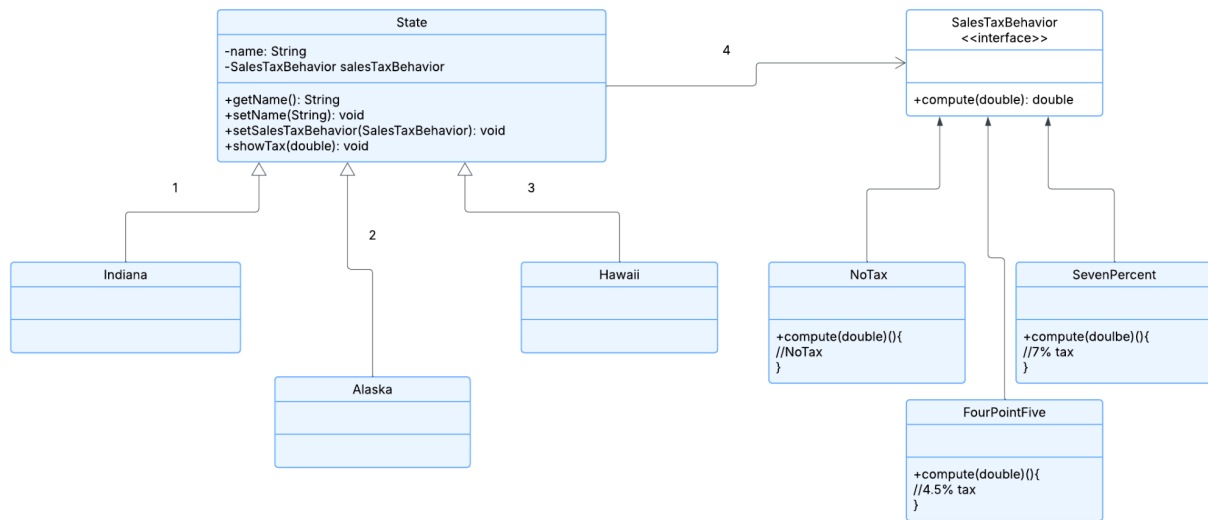 State
-name: String
-SalesTaxBehavior salesTaxBehavior
+getName(): String
+setName(String): void
+setSalesTaxBehavior(SalesTaxBehavior): void
+showTax(double): void
4
SalesTaxBehavior
<<interface>>
+compute(double): double
1
2
3
Indiana
Alaska
Hawaii
NoTax
+compute(double)(){
//NoTax
}
SevenPercent
+compute(doulbe)(){
//7% tax
}
FourPointFive
+compute(double)(){
//4.5% tax
}